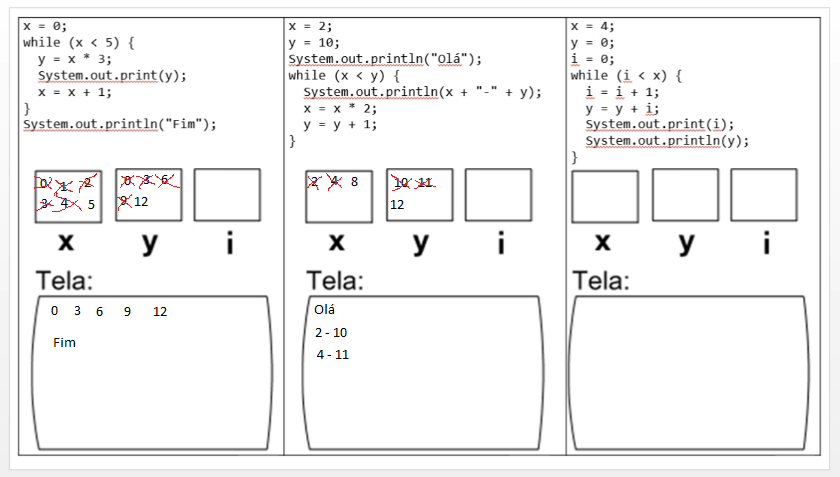 x = 0;
while (x < 5) {
y = x * 3;
System.out.print(y);
x = x + 1;
}
System.out.println("Fim");
0 1 2
3 4 5
0 3 6
9 12
x y i
Tela:
0 3 6 9 12
Fim
x = 2;
y = 10;
System.out.println("Olá");
while (x < y) {
System.out.println(x + "-" + y);
x = x * 2;
y = y + 1;
}
2 4 8
10 11
12
x y i
Tela:
Olá
2 - 10
4 - 11
x = 4;
y = 0;
i = 0;
while (i < x) {
i = i + 1;
y = y + i;
System.out.print(i);
System.out.println(y);
}
x y i
Tela: